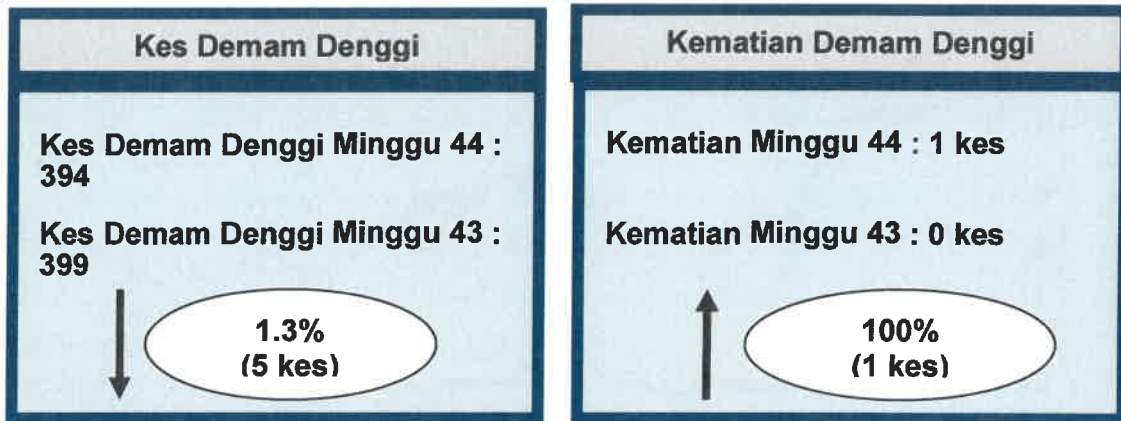 Kes Demam Denggi
Kes Demam Denggi Minggu 44 :
394
Kes Demam Denggi Minggu 43 :
399
1.3%
(5 kes)
Kematian Demam Denggi
Kematian Minggu 44 : 1 kes
Kematian Minggu 43 : 0 kes
100%
(1 kes)